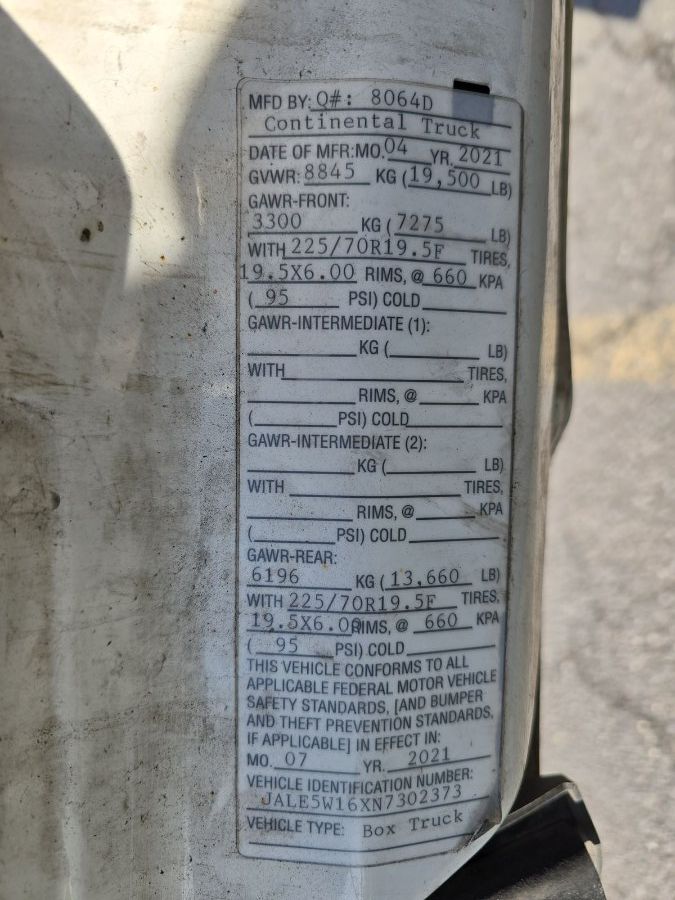 MFD BY: Q#: 8064D
Continental Truck
DATE OF MFR:MO. 04 YR. 2021
GVWR: 8845 KG (19,500 LB)
GAWR-FRONT:
3300 KG (7275 LB)
WITH 225/70R19.5F TIRES,
19.5X6.00 RIMS, @ 660 KPA
( 95 PSI) COLD
GAWR-INTERMEDIATE (1):
KG ( LB)
WITH TIRES,
RIMS, @ KPA
( PSI) COLD
GAWR-INTERMEDIATE (2):
KG ( LB)
WITH TIRES,
RIMS, @ KPA
( PSI) COLD
GAWR-REAR:
6196 KG (13,660 LB)
WITH 225/70R19.5F TIRES,
19.5X6.00 RIMS, @ 660 KPA
( 95 PSI) COLD
THIS VEHICLE CONFORMS TO ALL
APPLICABLE FEDERAL MOTOR VEHICLE
SAFETY STANDARDS, [AND BUMPER
AND THEFT PREVENTION STANDARDS,
IF APPLICABLE] IN EFFECT IN:
MO. 07 YR. 2021
VEHICLE IDENTIFICATION NUMBER:
JALE5W16XN7302373
VEHICLE TYPE: Box Truck